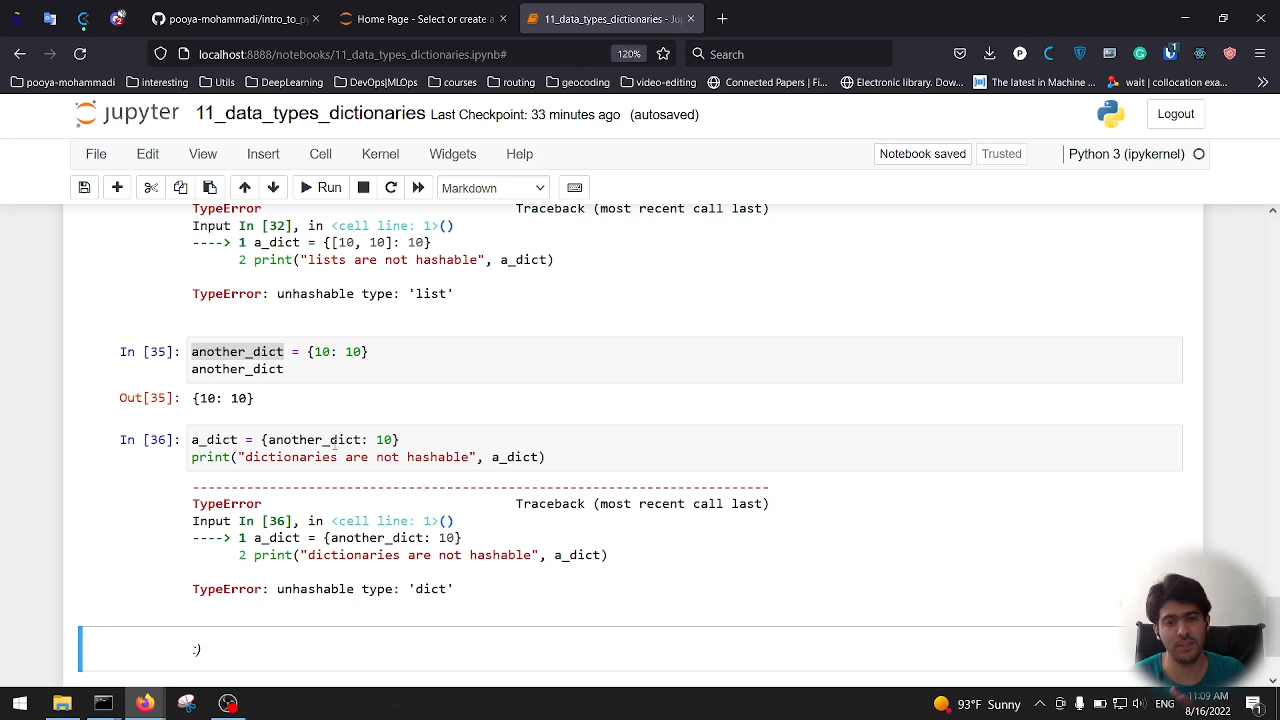 pooya-mohammadi/intro_to_py
Home Page - Select or create a
11_data_types_dictionaries - Jup
localhost:8888/notebooks/11_data_types_dictionaries.ipynb#
120%
Search
pooya-mohammadi
interesting
Utils
DeepLearning
DevOps|MLOps
courses
routing
geocoding
video-editing
Connected Papers | Fi...
Electronic library. Dow...
The latest in Machine ...
wait | collocation exa...
jupyter 11_data_types_dictionaries Last Checkpoint: 33 minutes ago (autosaved)
Logout
File Edit View Insert Cell Kernel Widgets Help
Notebook saved
Trusted
Python 3 (ipykernel)
Run
Markdown
TypeError Traceback (most recent call last)
Input In [32], in <cell line: 1>()
----> 1 a_dict = {[10, 10]: 10}
2 print("lists are not hashable", a_dict)
TypeError: unhashable type: 'list'
In [35]: another_dict = {10: 10}
another_dict
Out[35]: {10: 10}
In [36]: a_dict = {another_dict: 10}
print("dictionaries are not hashable", a_dict)
---------------------------------------------------------------------------
TypeError Traceback (most recent call last)
Input In [36], in <cell line: 1>()
----> 1 a_dict = {another_dict: 10}
2 print("dictionaries are not hashable", a_dict)
TypeError: unhashable type: 'dict'
:)
93°F Sunny
ENG
11:09 AM
8/16/2022